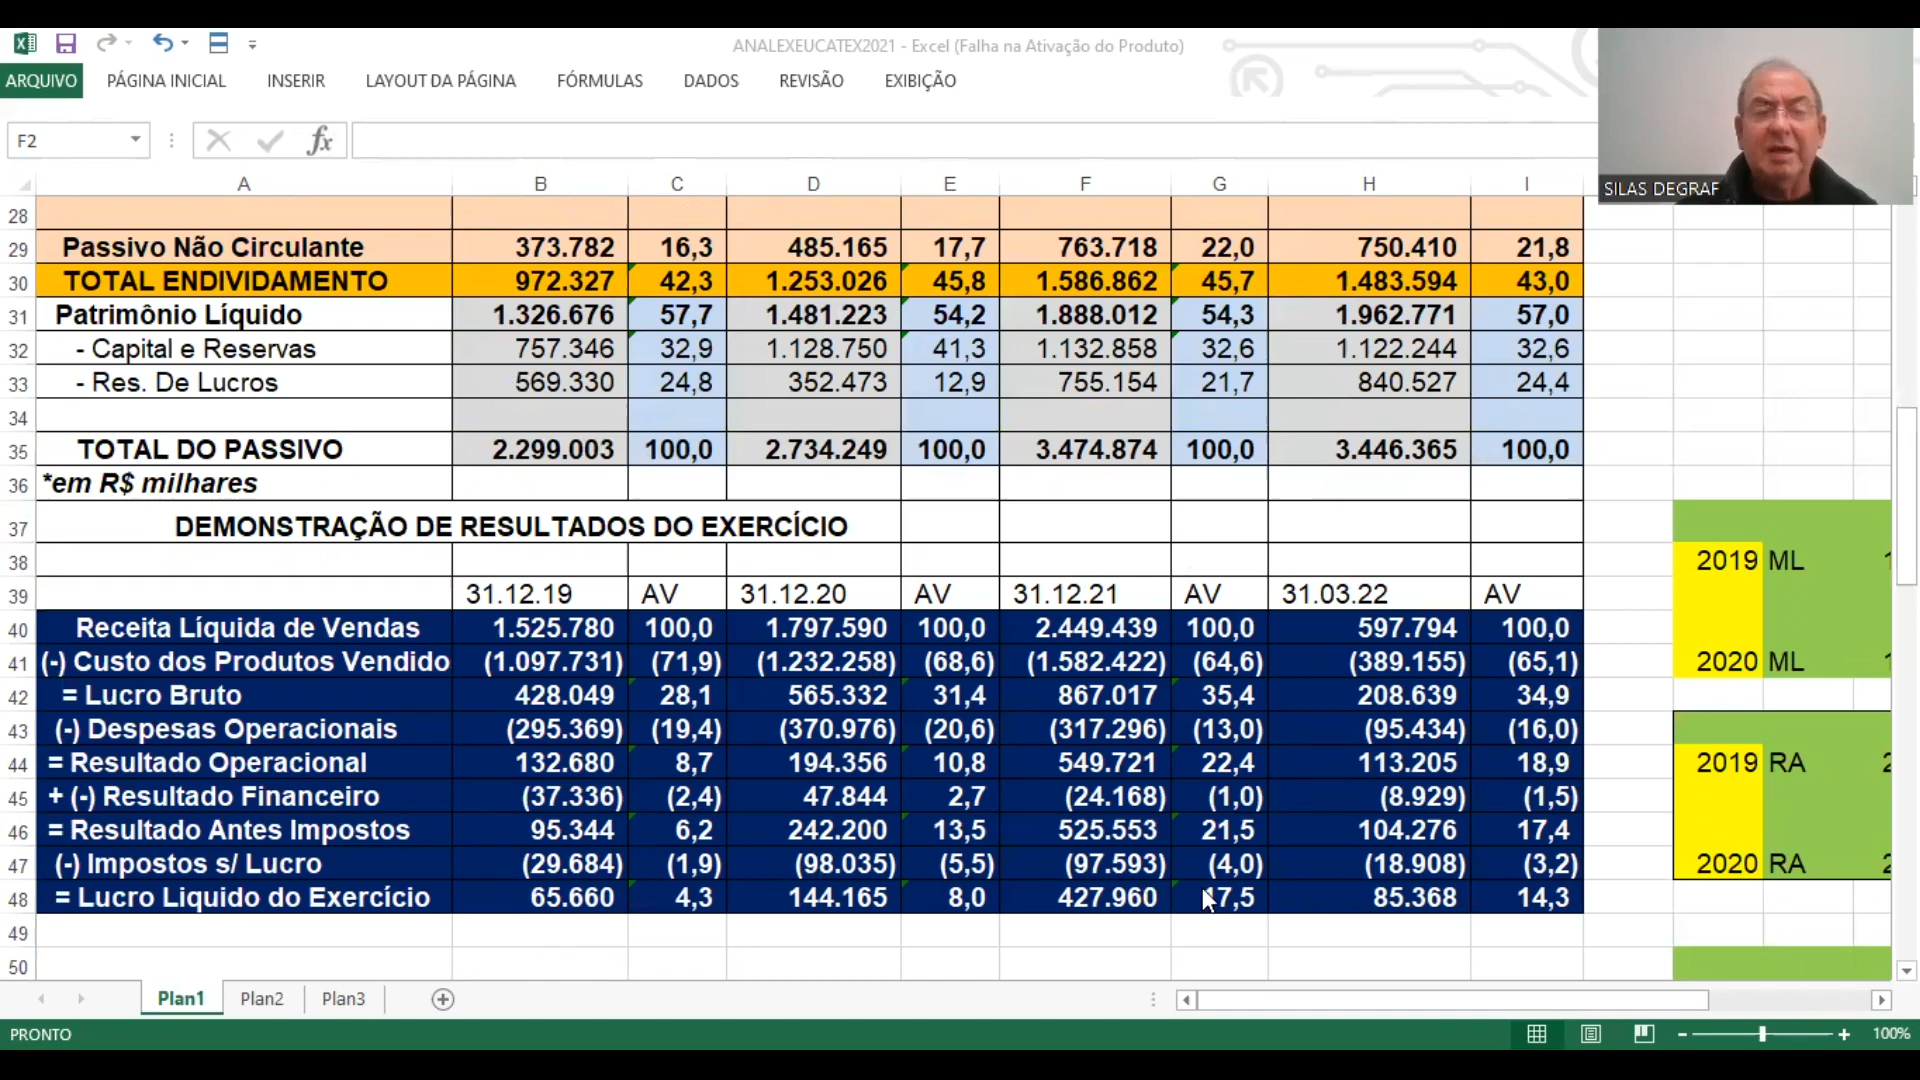 ANALEXEUCATEX2021 - Excel (Falha na Ativação do Produto)
ARQUIVO PÁGINA INICIAL INSERIR LAYOUT DA PÁGINA FÓRMULAS DADOS REVISÃO EXIBIÇÃO
F2 fx
SILAS DEGRAF
A B C D E F G H I
28
29 Passivo Não Circulante 373.782 16,3 485.165 17,7 763.718 22,0 750.410 21,8
30 TOTAL ENDIVIDAMENTO 972.327 42,3 1.253.026 45,8 1.586.862 45,7 1.483.594 43,0
31 Patrimônio Líquido 1.326.676 57,7 1.481.223 54,2 1.888.012 54,3 1.962.771 57,0
32 - Capital e Reservas 757.346 32,9 1.128.750 41,3 1.132.858 32,6 1.122.244 32,6
33 - Res. De Lucros 569.330 24,8 352.473 12,9 755.154 21,7 840.527 24,4
34
35 TOTAL DO PASSIVO 2.299.003 100,0 2.734.249 100,0 3.474.874 100,0 3.446.365 100,0
36 *em R$ milhares
37 DEMONSTRAÇÃO DE RESULTADOS DO EXERCÍCIO
38 2019 ML
39 31.12.19 AV 31.12.20 AV 31.12.21 AV 31.03.22 AV
40 Receita Líquida de Vendas 1.525.780 100,0 1.797.590 100,0 2.449.439 100,0 597.794 100,0
41 (-) Custo dos Produtos Vendido (1.097.731) (71,9) (1.232.258) (68,6) (1.582.422) (64,6) (389.155) (65,1) 2020 ML
42 = Lucro Bruto 428.049 28,1 565.332 31,4 867.017 35,4 208.639 34,9
43 (-) Despesas Operacionais (295.369) (19,4) (370.976) (20,6) (317.296) (13,0) (95.434) (16,0)
44 = Resultado Operacional 132.680 8,7 194.356 10,8 549.721 22,4 113.205 18,9 2019 RA 2
45 + (-) Resultado Financeiro (37.336) (2,4) 47.844 2,7 (24.168) (1,0) (8.929) (1,5)
46 = Resultado Antes Impostos 95.344 6,2 242.200 13,5 525.553 21,5 104.276 17,4
47 (-) Impostos s/ Lucro (29.684) (1,9) (98.035) (5,5) (97.593) (4,0) (18.908) (3,2) 2020 RA 2
48 = Lucro Liquido do Exercício 65.660 4,3 144.165 8,0 427.960 17,5 85.368 14,3
49
50
Plan1 Plan2 Plan3
PRONTO 100%